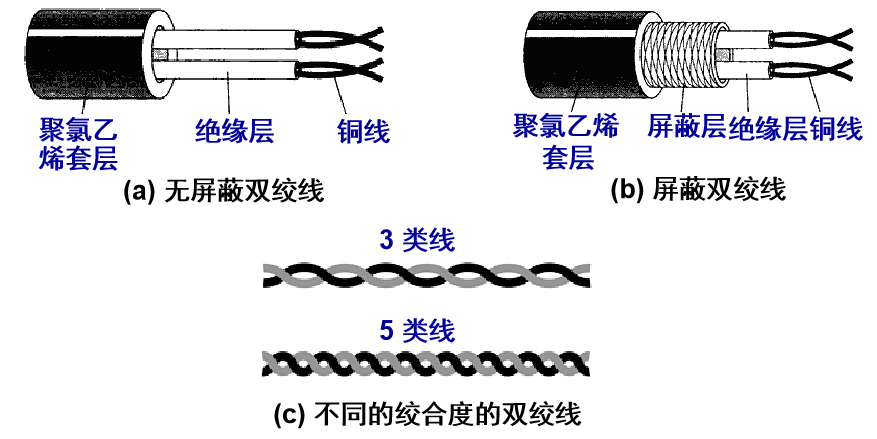 聚氯乙
烯套层
绝缘层
铜线
(a) 无屏蔽双绞线
聚氯乙烯
套层
屏蔽层
绝缘层
铜线
(b) 屏蔽双绞线
3 类线
5 类线
(c) 不同的绞合度的双绞线